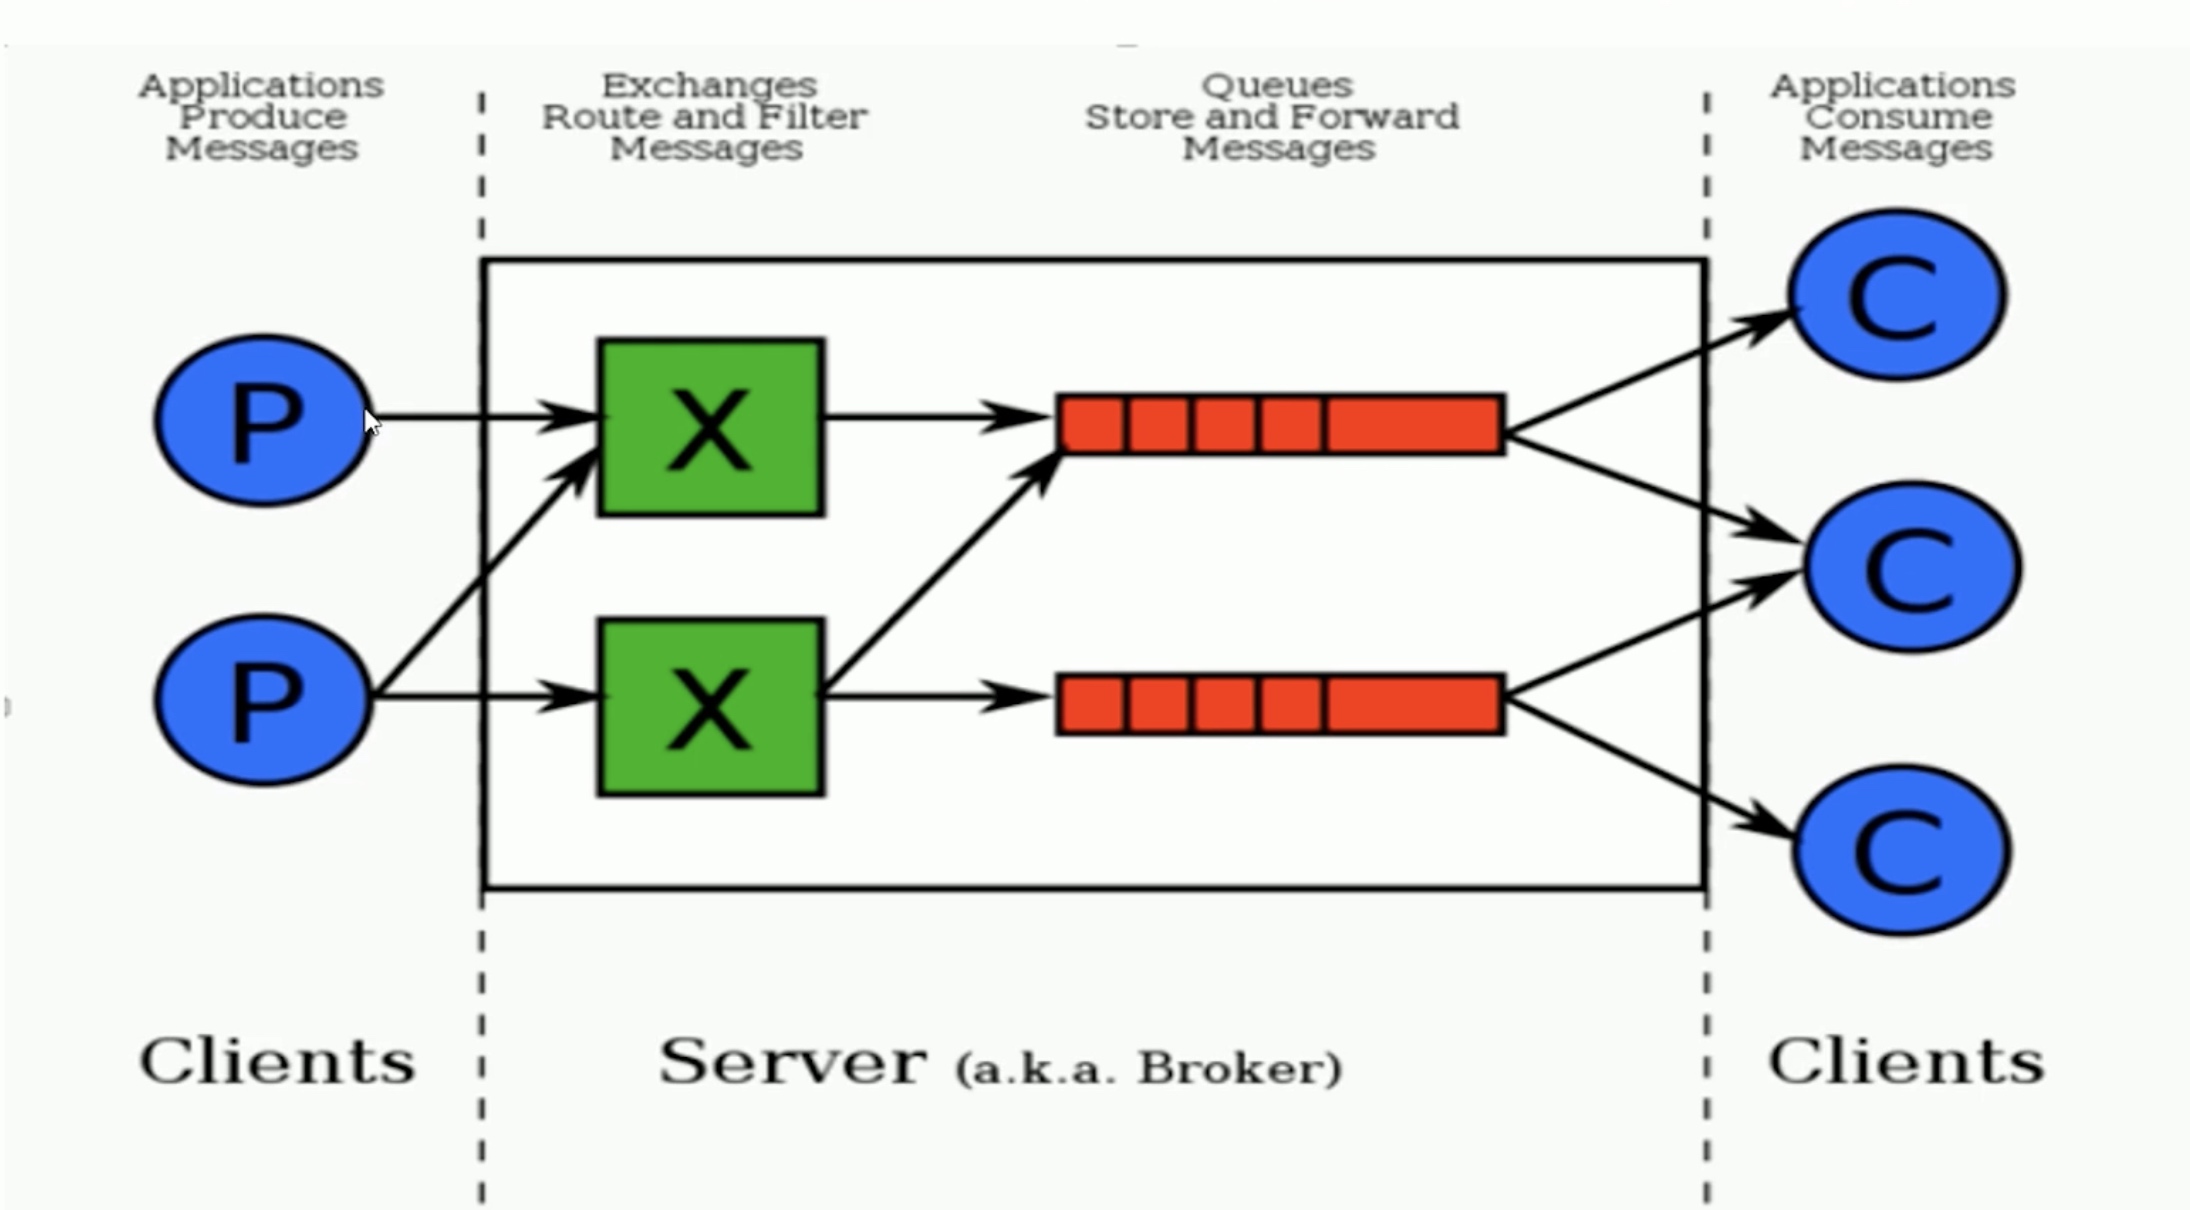 Applications
Produce
Messages
Exchanges
Route and Filter
Messages
Queues
Store and Forward
Messages
Applications
Consume
Messages
P
P
X
X
C
C
C
Clients
Server (a.k.a. Broker)
Clients